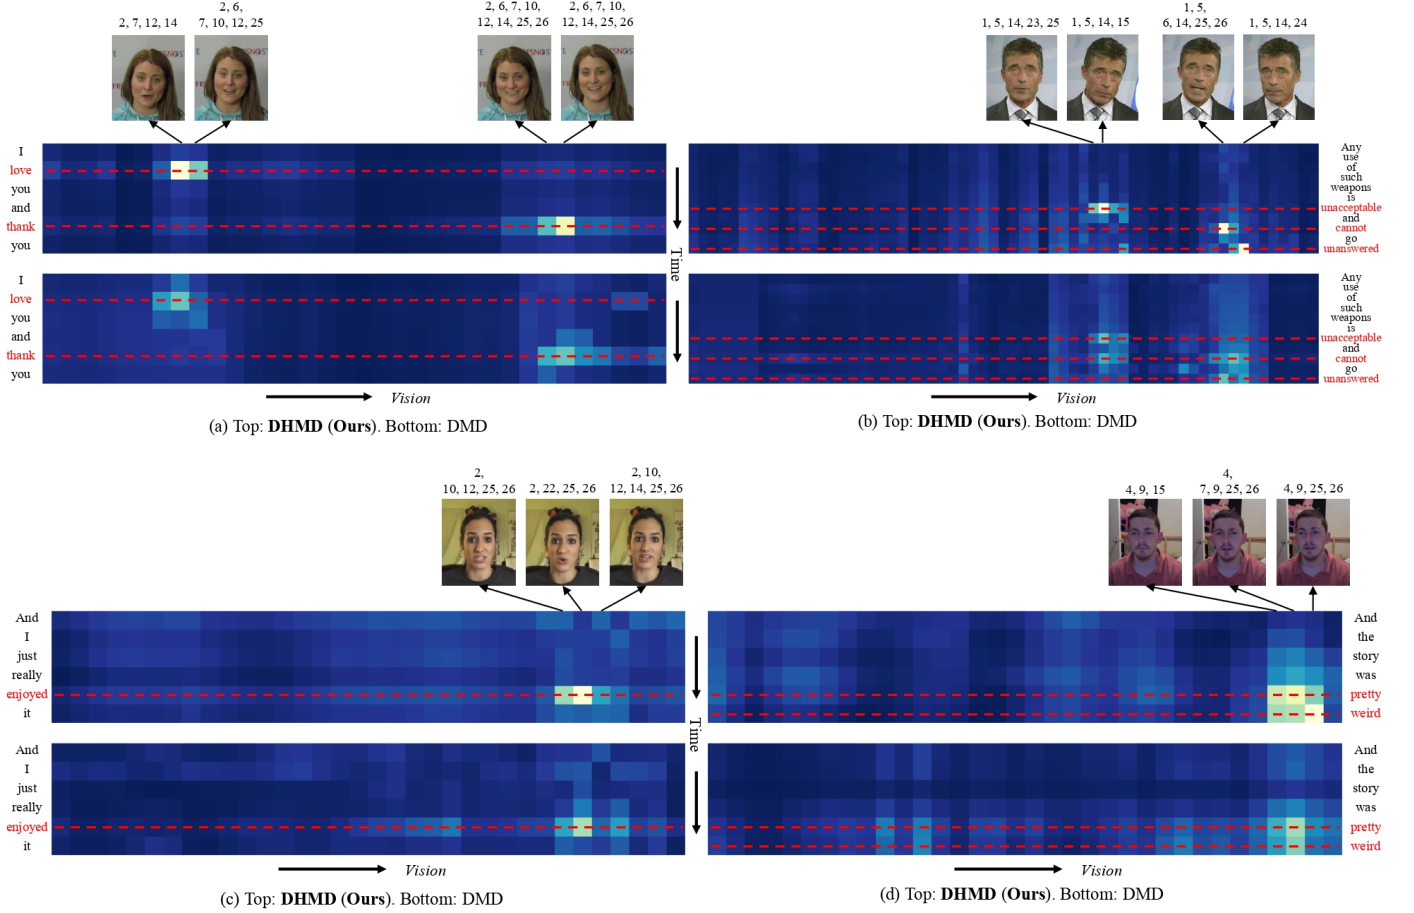 2, 7, 12, 14
2, 6,
7, 10, 12, 25
2, 6, 7, 10,
12, 14, 25, 26
2, 6, 7, 10,
12, 14, 25, 26
I
love
you
and
thank
you
I
love
you
and
thank
you
Vision
(a) Top: DHMD (Ours). Bottom: DMD
Time
1, 5, 14, 23, 25
1, 5, 14, 15
1, 5,
6, 14, 25, 26
1, 5, 14, 24
Any
use
of
such
weapons
is
unacceptable
and
cannot
go
unanswered
Any
use
of
such
weapons
is
unacceptable
and
cannot
go
unanswered
Vision
(b) Top: DHMD (Ours). Bottom: DMD
2,
10, 12, 25, 26
2, 22, 25, 26
2, 10,
12, 14, 25, 26
And
I
just
really
enjoyed
it
And
I
just
really
enjoyed
it
Vision
(c) Top: DHMD (Ours). Bottom: DMD
Time
4, 9, 15
4,
7, 9, 25, 26
4, 9, 25, 26
And
the
story
was
pretty
weird
And
the
story
was
pretty
weird
Vision
(d) Top: DHMD (Ours). Bottom: DMD